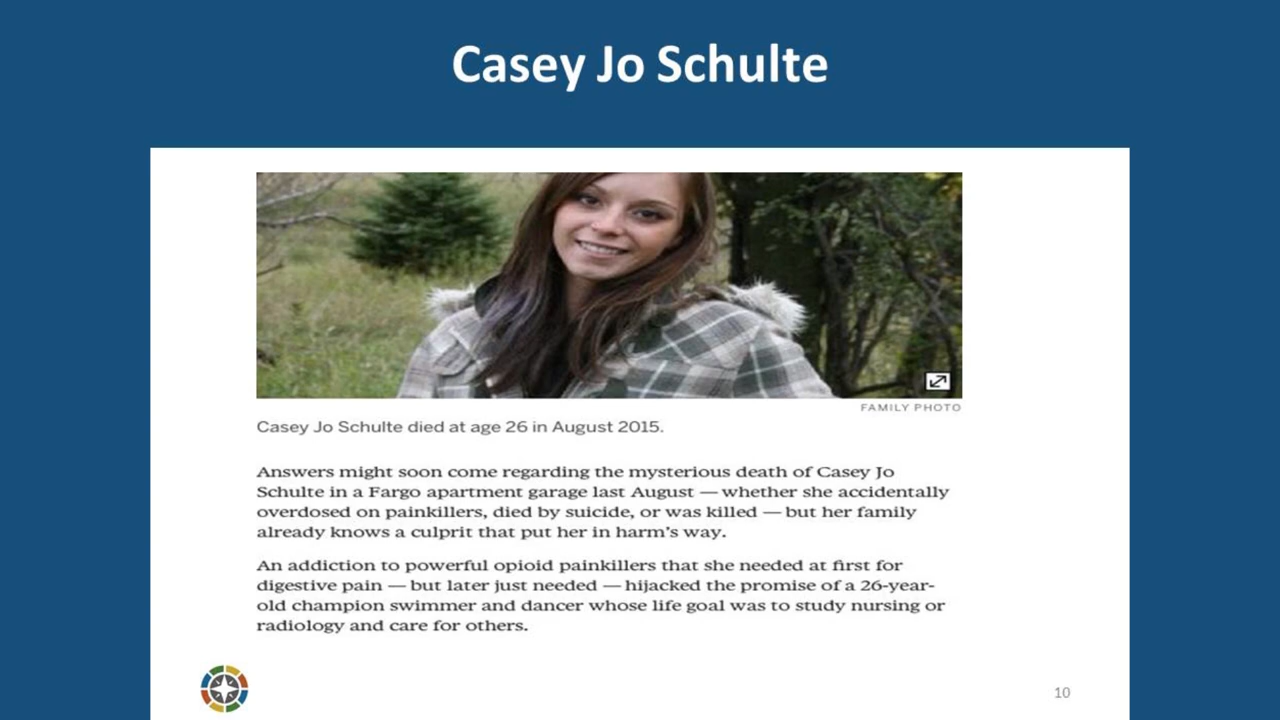 Casey Jo Schulte
FAMILY PHOTO
Casey Jo Schulte died at age 26 in August 2015.
Answers might soon come regarding the mysterious death of Casey Jo
Schulte in a Fargo apartment garage last August — whether she accidentally
overdosed on painkillers, died by suicide, or was killed — but her family
already knows a culprit that put her in harm’s way.
An addiction to powerful opioid painkillers that she needed at first for
digestive pain — but later just needed — hijacked the promise of a 26-year-
old champion swimmer and dancer whose life goal was to study nursing or
radiology and care for others.
10